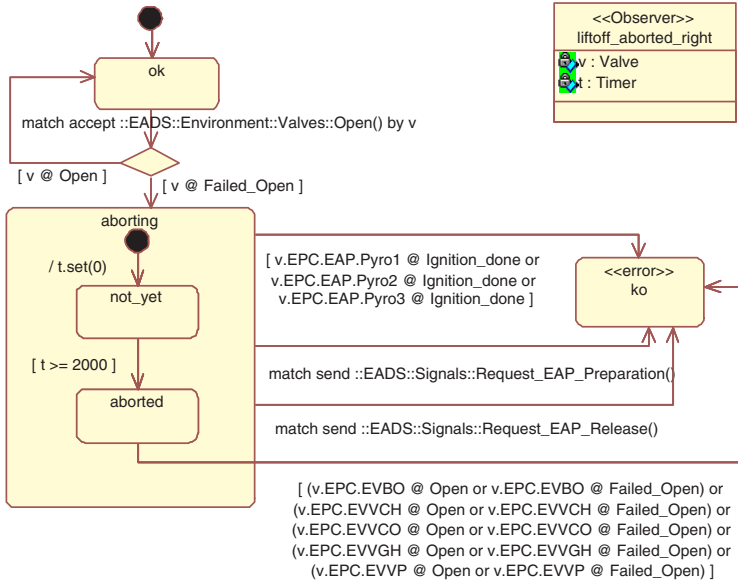 <<Observer>>
liftoff_aborted_right
v : Valve
t : Timer
ok
match accept ::EADS::Environment::Valves::Open() by v
[ v @ Open ]
[ v @ Failed_Open ]
aborting
/ t.set(0)
not_yet
[ t >= 2000 ]
aborted
[ v.EPC.EAP.Pyro1 @ Ignition_done or
v.EPC.EAP.Pyro2 @ Ignition_done or
v.EPC.EAP.Pyro3 @ Ignition_done ]
<<error>>
ko
match send ::EADS::Signals::Request_EAP_Preparation()
match send ::EADS::Signals::Request_EAP_Release()
[ (v.EPC.EVBO @ Open or v.EPC.EVBO @ Failed_Open) or
(v.EPC.EVVCH @ Open or v.EPC.EVVCH @ Failed_Open) or
(v.EPC.EVVCO @ Open or v.EPC.EVVCO @ Failed_Open) or
(v.EPC.EVVGH @ Open or v.EPC.EVVGH @ Failed_Open) or
(v.EPC.EVVP @ Open or v.EPC.EVVP @ Failed_Open) ]